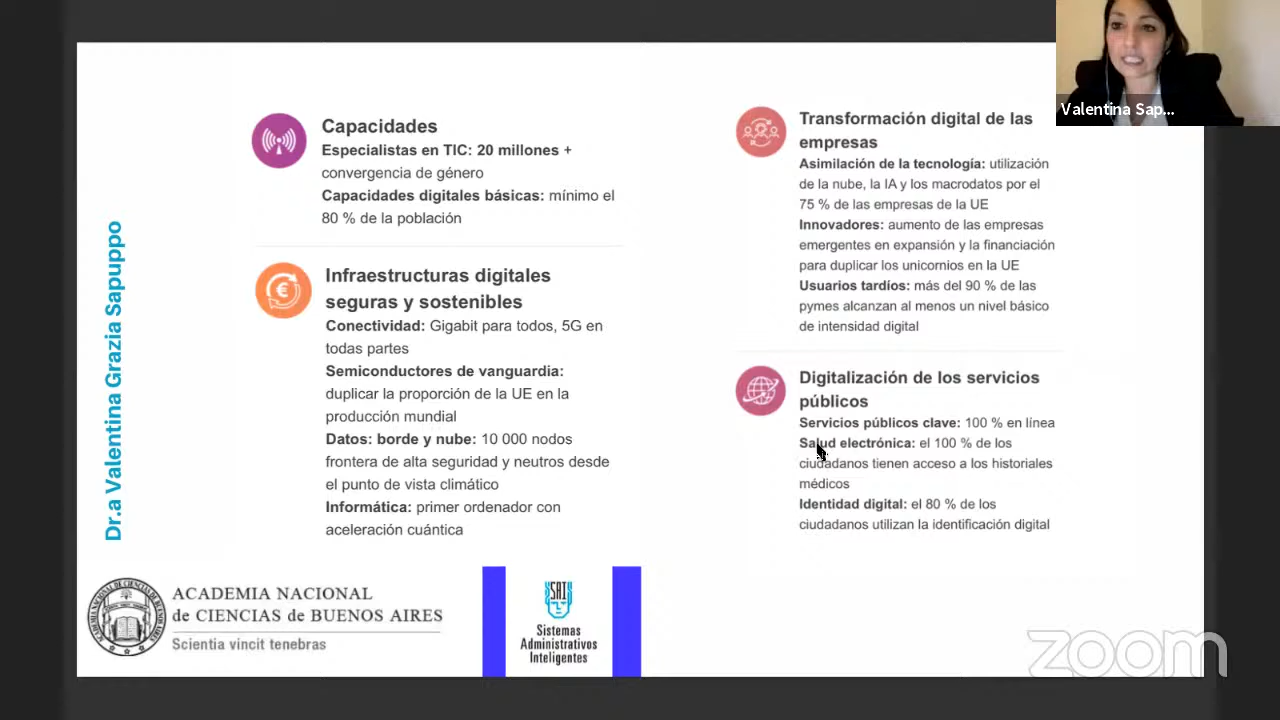 Valentina Sap...
Dr.a Valentina Grazia Sapuppo
Capacidades
Especialistas en TIC: 20 millones +
convergencia de género
Capacidades digitales básicas: mínimo el
80 % de la población
Infraestructuras digitales
seguras y sostenibles
Conectividad: Gigabit para todos, 5G en
todas partes
Semiconductores de vanguardia:
duplicar la proporción de la UE en la
producción mundial
Datos: borde y nube: 10 000 nodos
frontera de alta seguridad y neutros desde
el punto de vista climático
Informática: primer ordenador con
aceleración cuántica
Transformación digital de las
empresas
Asimilación de la tecnología: utilización
de la nube, la IA y los macrodatos por el
75 % de las empresas de la UE
Innovadores: aumento de las empresas
emergentes en expansión y la financiación
para duplicar los unicornios en la UE
Usuarios tardíos: más del 90 % de las
pymes alcanzan al menos un nivel básico
de intensidad digital
Digitalización de los servicios
públicos
Servicios públicos clave: 100 % en línea
Salud electrónica: el 100 % de los
ciudadanos tienen acceso a los historiales
médicos
Identidad digital: el 80 % de los
ciudadanos utilizan la identificación digital
ACADEMIA NACIONAL
de CIENCIAS de BUENOS AIRES
Scientia vincit tenebras
SAI
Sistemas
Administrativos
Inteligentes
zoom